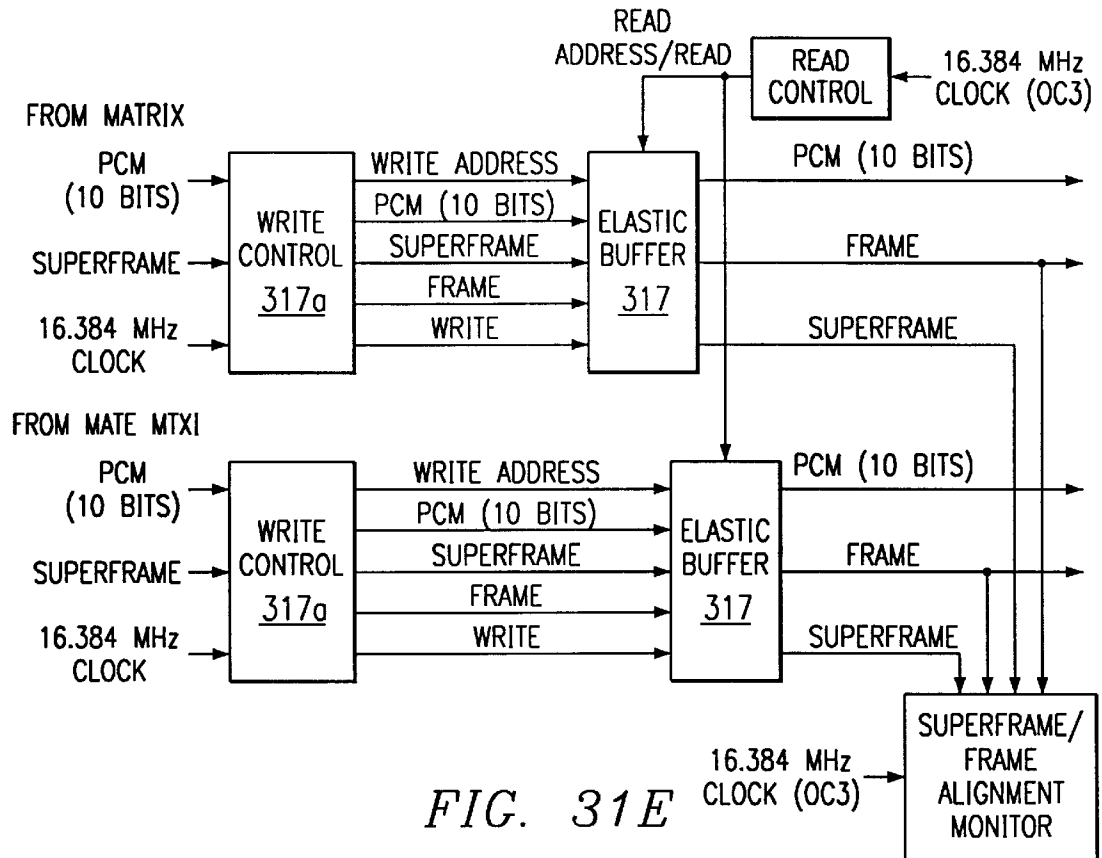 READ
ADDRESS/READ
READ
CONTROL
16.384 MHz
CLOCK (OC3)
FROM MATRIX
PCM
(10 BITS)
SUPERFRAME
16.384 MHz
CLOCK
WRITE
CONTROL
317a
WRITE ADDRESS
PCM (10 BITS)
SUPERFRAME
FRAME
WRITE
ELASTIC
BUFFER
317
PCM (10 BITS)
FRAME
SUPERFRAME
FROM MATE MTXI
PCM
(10 BITS)
SUPERFRAME
16.384 MHz
CLOCK
WRITE
CONTROL
317a
WRITE ADDRESS
PCM (10 BITS)
SUPERFRAME
FRAME
WRITE
ELASTIC
BUFFER
317
PCM (10 BITS)
FRAME
SUPERFRAME
16.384 MHz
CLOCK (OC3)
SUPERFRAME/
FRAME
ALIGNMENT
MONITOR
FIG. 31E